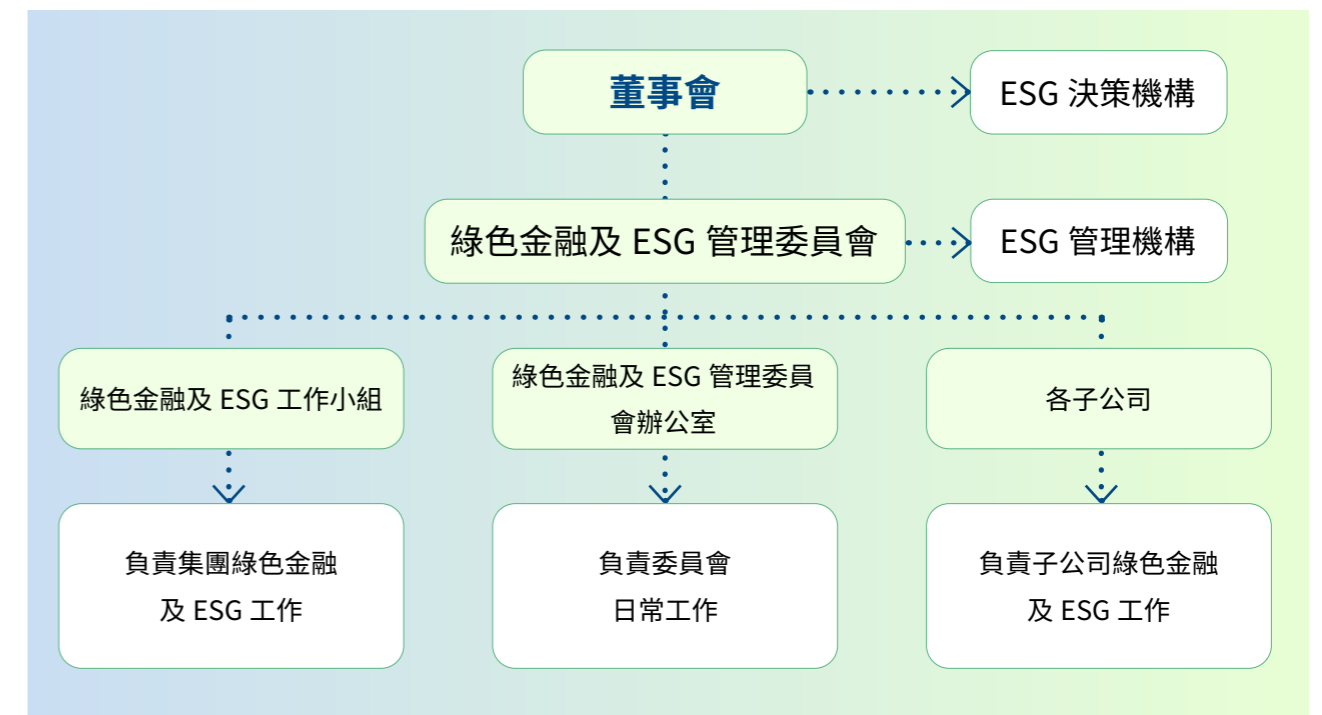 董事會
ESG 決策機構
綠色金融及 ESG 管理委員會
ESG 管理機構
綠色金融及 ESG 工作小組
綠色金融及 ESG 管理委員
會辦公室
各子公司
負責集團綠色金融
及 ESG 工作
負責委員會
日常工作
負責子公司綠色金融
及 ESG 工作